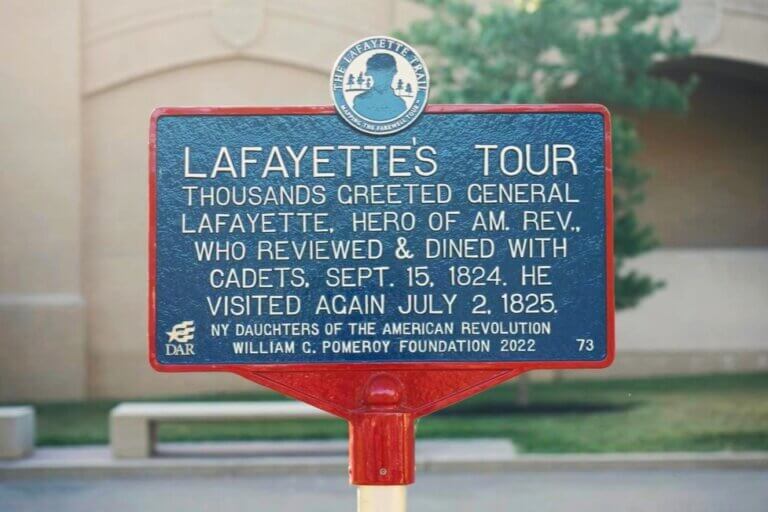 THE LAFAYETTE TRAIL
MAPPING THE FAREWELL TOUR
LAFAYETTE'S TOUR
THOUSANDS GREETED GENERAL
LAFAYETTE, HERO OF AM. REV.,
WHO REVIEWED & DINED WITH
CADETS, SEPT. 15, 1824. HE
VISITED AGAIN JULY 2, 1825.
NY DAUGHTERS OF THE AMERICAN REVOLUTION
DAR
WILLIAM G. POMEROY FOUNDATION 2022 73